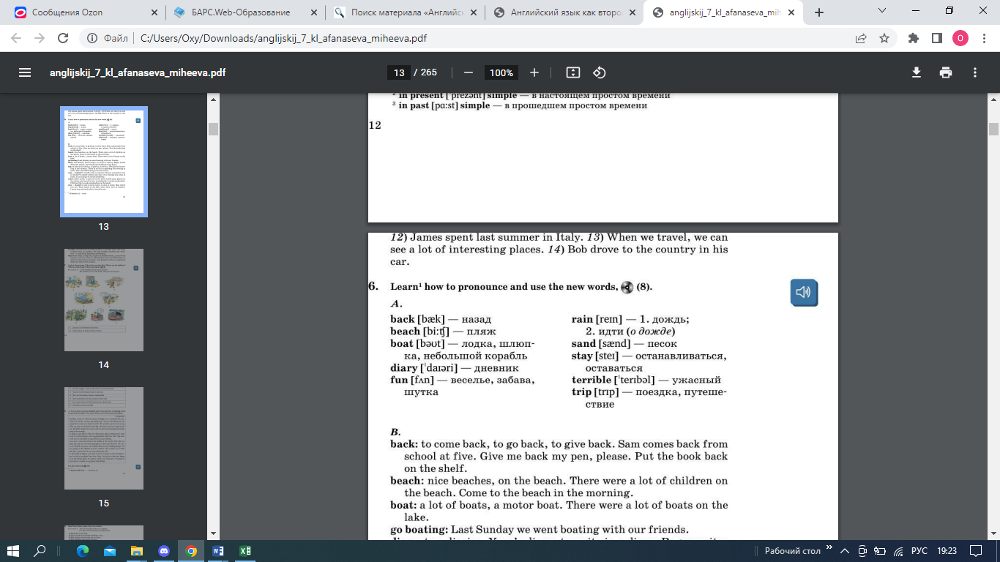 Сообщения Ozon
БАРС.Web-Образование
Поиск материала «Английск
Английский язык как второ
anglijskij_7_kl_afanaseva_mih
Файл
C:/Users/Oxy/Downloads/anglijskij_7_kl_afanaseva_miheeva.pdf
O
anglijskij_7_kl_afanaseva_miheeva.pdf
13 / 265
100%
13
14
15
2 in present [ˈprezənt] simple — в настоящем простом времени
3 in past [pɑ:st] simple — в прошедшем простом времени
12
12) James spent last summer in Italy. 13) When we travel, we can
see a lot of interesting places. 14) Bob drove to the country in his
car.
6. Learn¹ how to pronounce and use the new words, (8).
A.
back [bæk] — назад
beach [bi:ʧ] — пляж
boat [bəʊt] — лодка, шлюп-
ка, небольшой корабль
diary [ˈdaɪəri] — дневник
fun [fʌn] — веселье, забава,
шутка
rain [reɪn] — 1. дождь;
2. идти (о дожде)
sand [sænd] — песок
stay [steɪ] — останавливаться,
оставаться
terrible [ˈterɪbəl] — ужасный
trip [trɪp] — поездка, путеше-
ствие
B.
back: to come back, to go back, to give back. Sam comes back from
school at five. Give me back my pen, please. Put the book back
on the shelf.
beach: nice beaches, on the beach. There were a lot of children on
the beach. Come to the beach in the morning.
boat: a lot of boats, a motor boat. There were a lot of boats on the
lake.
go boating: Last Sunday we went boating with our friends.
Рабочий стол
РУС
19:23